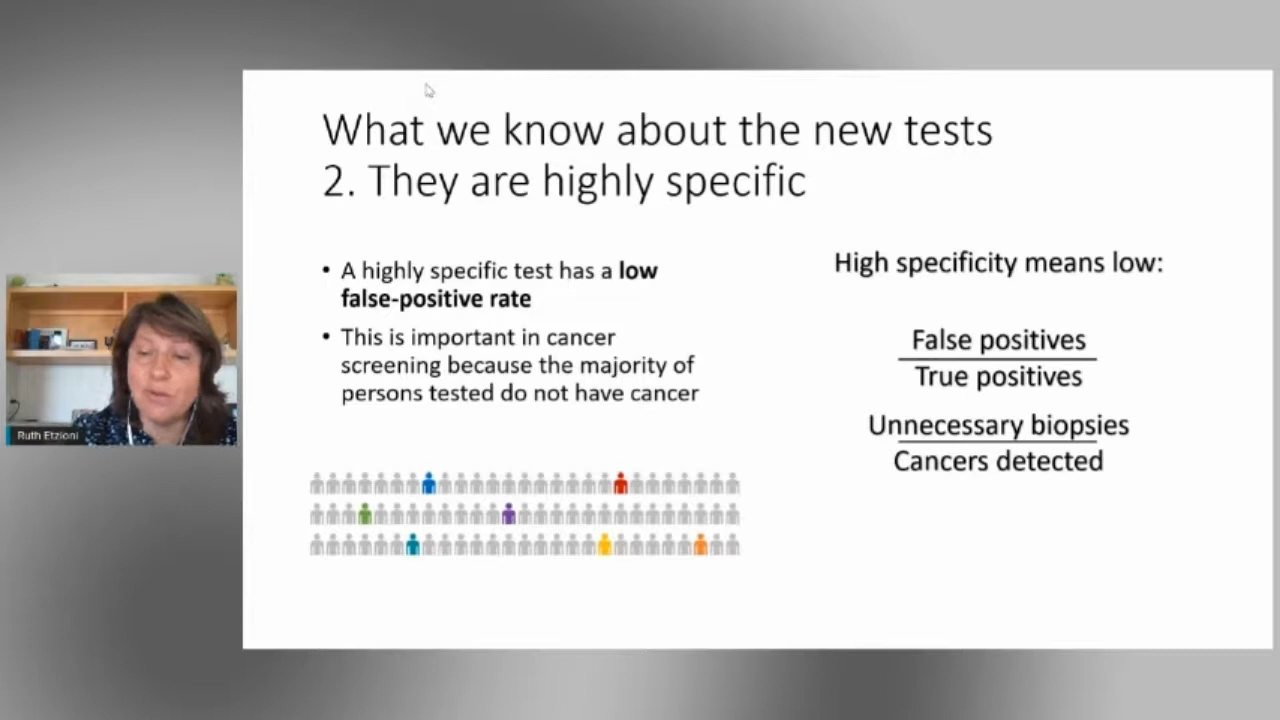 What we know about the new tests
2. They are highly specific
• A highly specific test has a low
false-positive rate
• This is important in cancer
screening because the majority of
persons tested do not have cancer
High specificity means low:
False positives
True positives
Unnecessary biopsies
Cancers detected
Ruth Etzioni